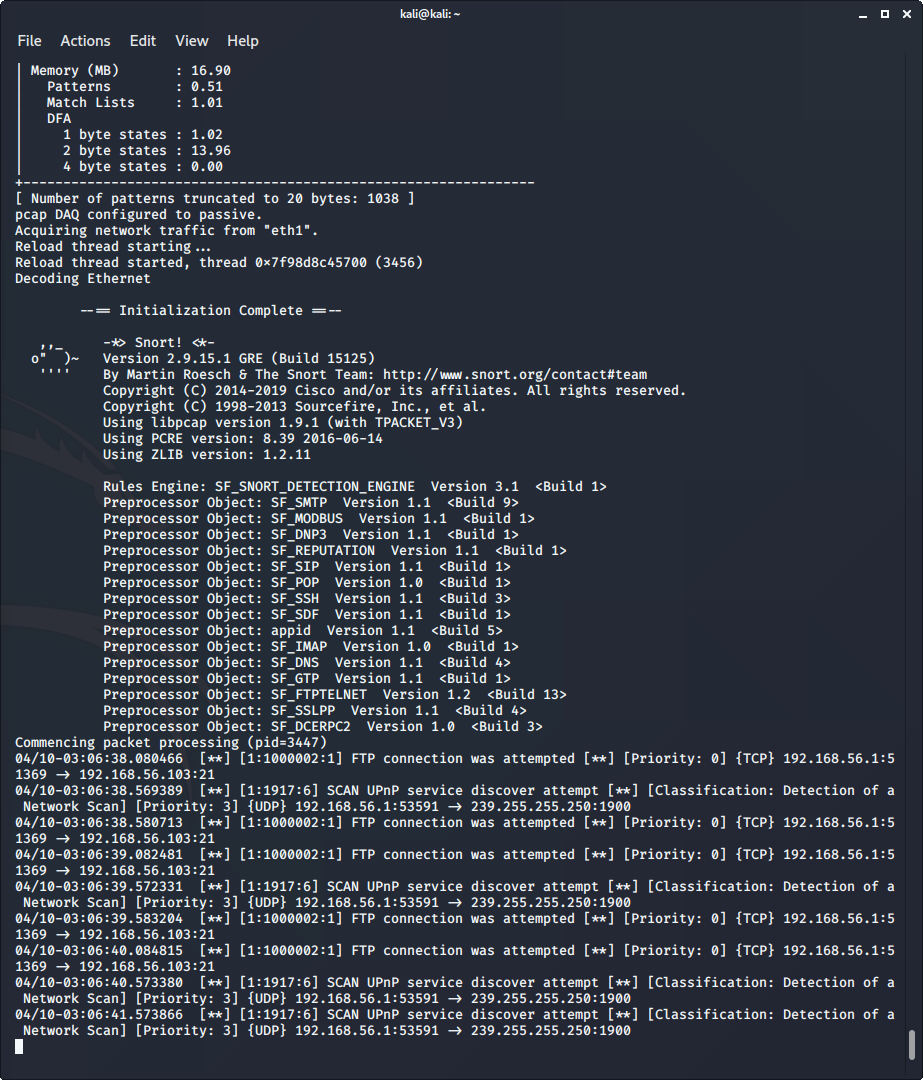 kali@kali: ~
File Actions Edit View Help
| Memory (MB)       : 16.90
|   Patterns        : 0.51
|   Match Lists     : 1.01
|   DFA
|     1 byte states : 1.02
|     2 byte states : 13.96
|     4 byte states : 0.00
+----------------------------------------------------------------
[ Number of patterns truncated to 20 bytes: 1038 ]
pcap DAQ configured to passive.
Acquiring network traffic from "eth1".
Reload thread starting...
Reload thread started, thread 0x7f98d8c45700 (3456)
Decoding Ethernet
        --== Initialization Complete ==--
   ,,_     -*> Snort! <*-
  o"  )~   Version 2.9.15.1 GRE (Build 15125)
   ''''    By Martin Roesch & The Snort Team: http://www.snort.org/contact#team
           Copyright (C) 2014-2019 Cisco and/or its affiliates. All rights reserved.
           Copyright (C) 1998-2013 Sourcefire, Inc., et al.
           Using libpcap version 1.9.1 (with TPACKET_V3)
           Using PCRE version: 8.39 2016-06-14
           Using ZLIB version: 1.2.11
           Rules Engine: SF_SNORT_DETECTION_ENGINE  Version 3.1  <Build 1>
           Preprocessor Object: SF_SMTP  Version 1.1  <Build 9>
           Preprocessor Object: SF_MODBUS  Version 1.1  <Build 1>
           Preprocessor Object: SF_DNP3  Version 1.1  <Build 1>
           Preprocessor Object: SF_REPUTATION  Version 1.1  <Build 1>
           Preprocessor Object: SF_SIP  Version 1.1  <Build 1>
           Preprocessor Object: SF_POP  Version 1.0  <Build 1>
           Preprocessor Object: SF_SSH  Version 1.1  <Build 3>
           Preprocessor Object: SF_SDF  Version 1.1  <Build 1>
           Preprocessor Object: appid  Version 1.1  <Build 5>
           Preprocessor Object: SF_IMAP  Version 1.0  <Build 1>
           Preprocessor Object: SF_DNS  Version 1.1  <Build 4>
           Preprocessor Object: SF_GTP  Version 1.1  <Build 1>
           Preprocessor Object: SF_FTPTELNET  Version 1.2  <Build 13>
           Preprocessor Object: SF_SSLPP  Version 1.1  <Build 4>
           Preprocessor Object: SF_DCERPC2  Version 1.0  <Build 3>
Commencing packet processing (pid=3447)
04/10-03:06:38.080466  [**] [1:1000002:1] FTP connection was attempted [**] [Priority: 0] {TCP} 192.168.56.1:5
1369 -> 192.168.56.103:21
04/10-03:06:38.569389  [**] [1:1917:6] SCAN UPnP service discover attempt [**] [Classification: Detection of a
 Network Scan] [Priority: 3] {UDP} 192.168.56.1:53591 -> 239.255.255.250:1900
04/10-03:06:38.580713  [**] [1:1000002:1] FTP connection was attempted [**] [Priority: 0] {TCP} 192.168.56.1:5
1369 -> 192.168.56.103:21
04/10-03:06:39.082481  [**] [1:1000002:1] FTP connection was attempted [**] [Priority: 0] {TCP} 192.168.56.1:5
1369 -> 192.168.56.103:21
04/10-03:06:39.572331  [**] [1:1917:6] SCAN UPnP service discover attempt [**] [Classification: Detection of a
 Network Scan] [Priority: 3] {UDP} 192.168.56.1:53591 -> 239.255.255.250:1900
04/10-03:06:39.583204  [**] [1:1000002:1] FTP connection was attempted [**] [Priority: 0] {TCP} 192.168.56.1:5
1369 -> 192.168.56.103:21
04/10-03:06:40.084815  [**] [1:1000002:1] FTP connection was attempted [**] [Priority: 0] {TCP} 192.168.56.1:5
1369 -> 192.168.56.103:21
04/10-03:06:40.573380  [**] [1:1917:6] SCAN UPnP service discover attempt [**] [Classification: Detection of a
 Network Scan] [Priority: 3] {UDP} 192.168.56.1:53591 -> 239.255.255.250:1900
04/10-03:06:41.573866  [**] [1:1917:6] SCAN UPnP service discover attempt [**] [Classification: Detection of a
 Network Scan] [Priority: 3] {UDP} 192.168.56.1:53591 -> 239.255.255.250:1900